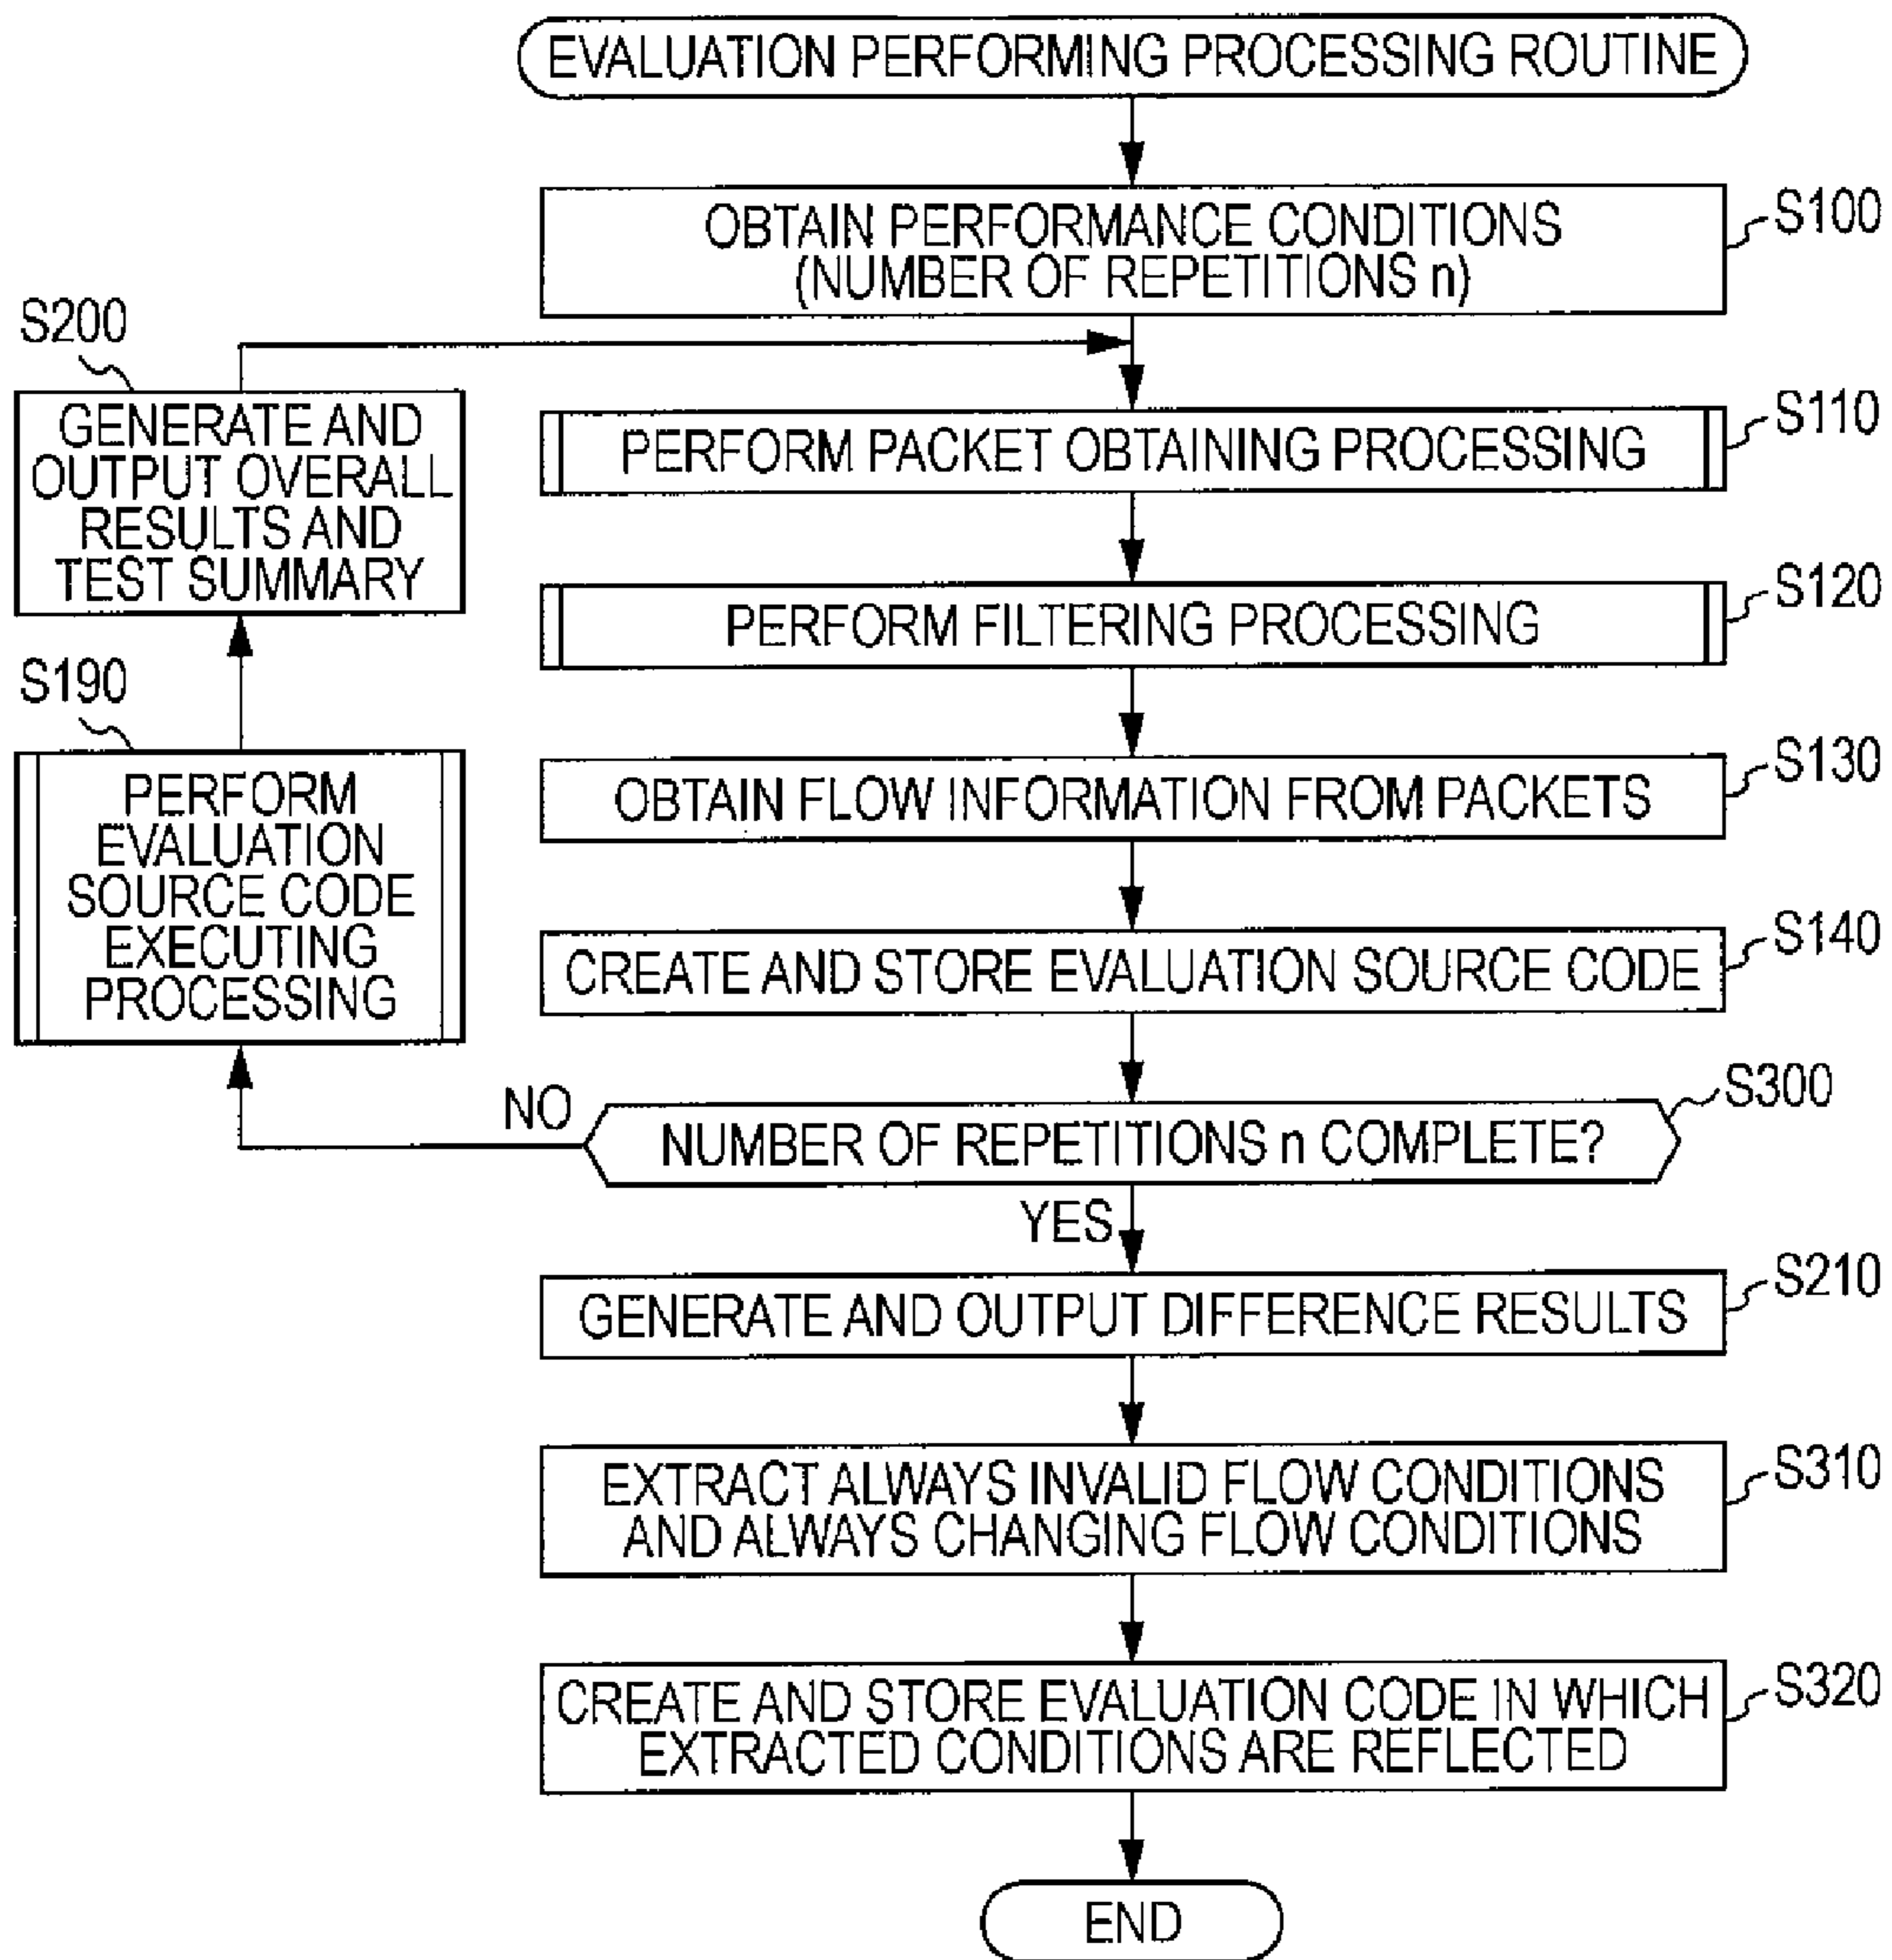 EVALUATION PERFORMING PROCESSING ROUTINE
OBTAIN PERFORMANCE CONDITIONS
(NUMBER OF REPETITIONS n)
S100
S200
GENERATE AND
OUTPUT OVERALL
RESULTS AND
TEST SUMMARY
PERFORM PACKET OBTAINING PROCESSING
S110
PERFORM FILTERING PROCESSING
S120
S190
PERFORM
EVALUATION
SOURCE CODE
EXECUTING
PROCESSING
OBTAIN FLOW INFORMATION FROM PACKETS
S130
CREATE AND STORE EVALUATION SOURCE CODE
S140
NO
NUMBER OF REPETITIONS n COMPLETE?
S300
YES
GENERATE AND OUTPUT DIFFERENCE RESULTS
S210
EXTRACT ALWAYS INVALID FLOW CONDITIONS
AND ALWAYS CHANGING FLOW CONDITIONS
S310
CREATE AND STORE EVALUATION CODE IN WHICH
EXTRACTED CONDITIONS ARE REFLECTED
S320
END